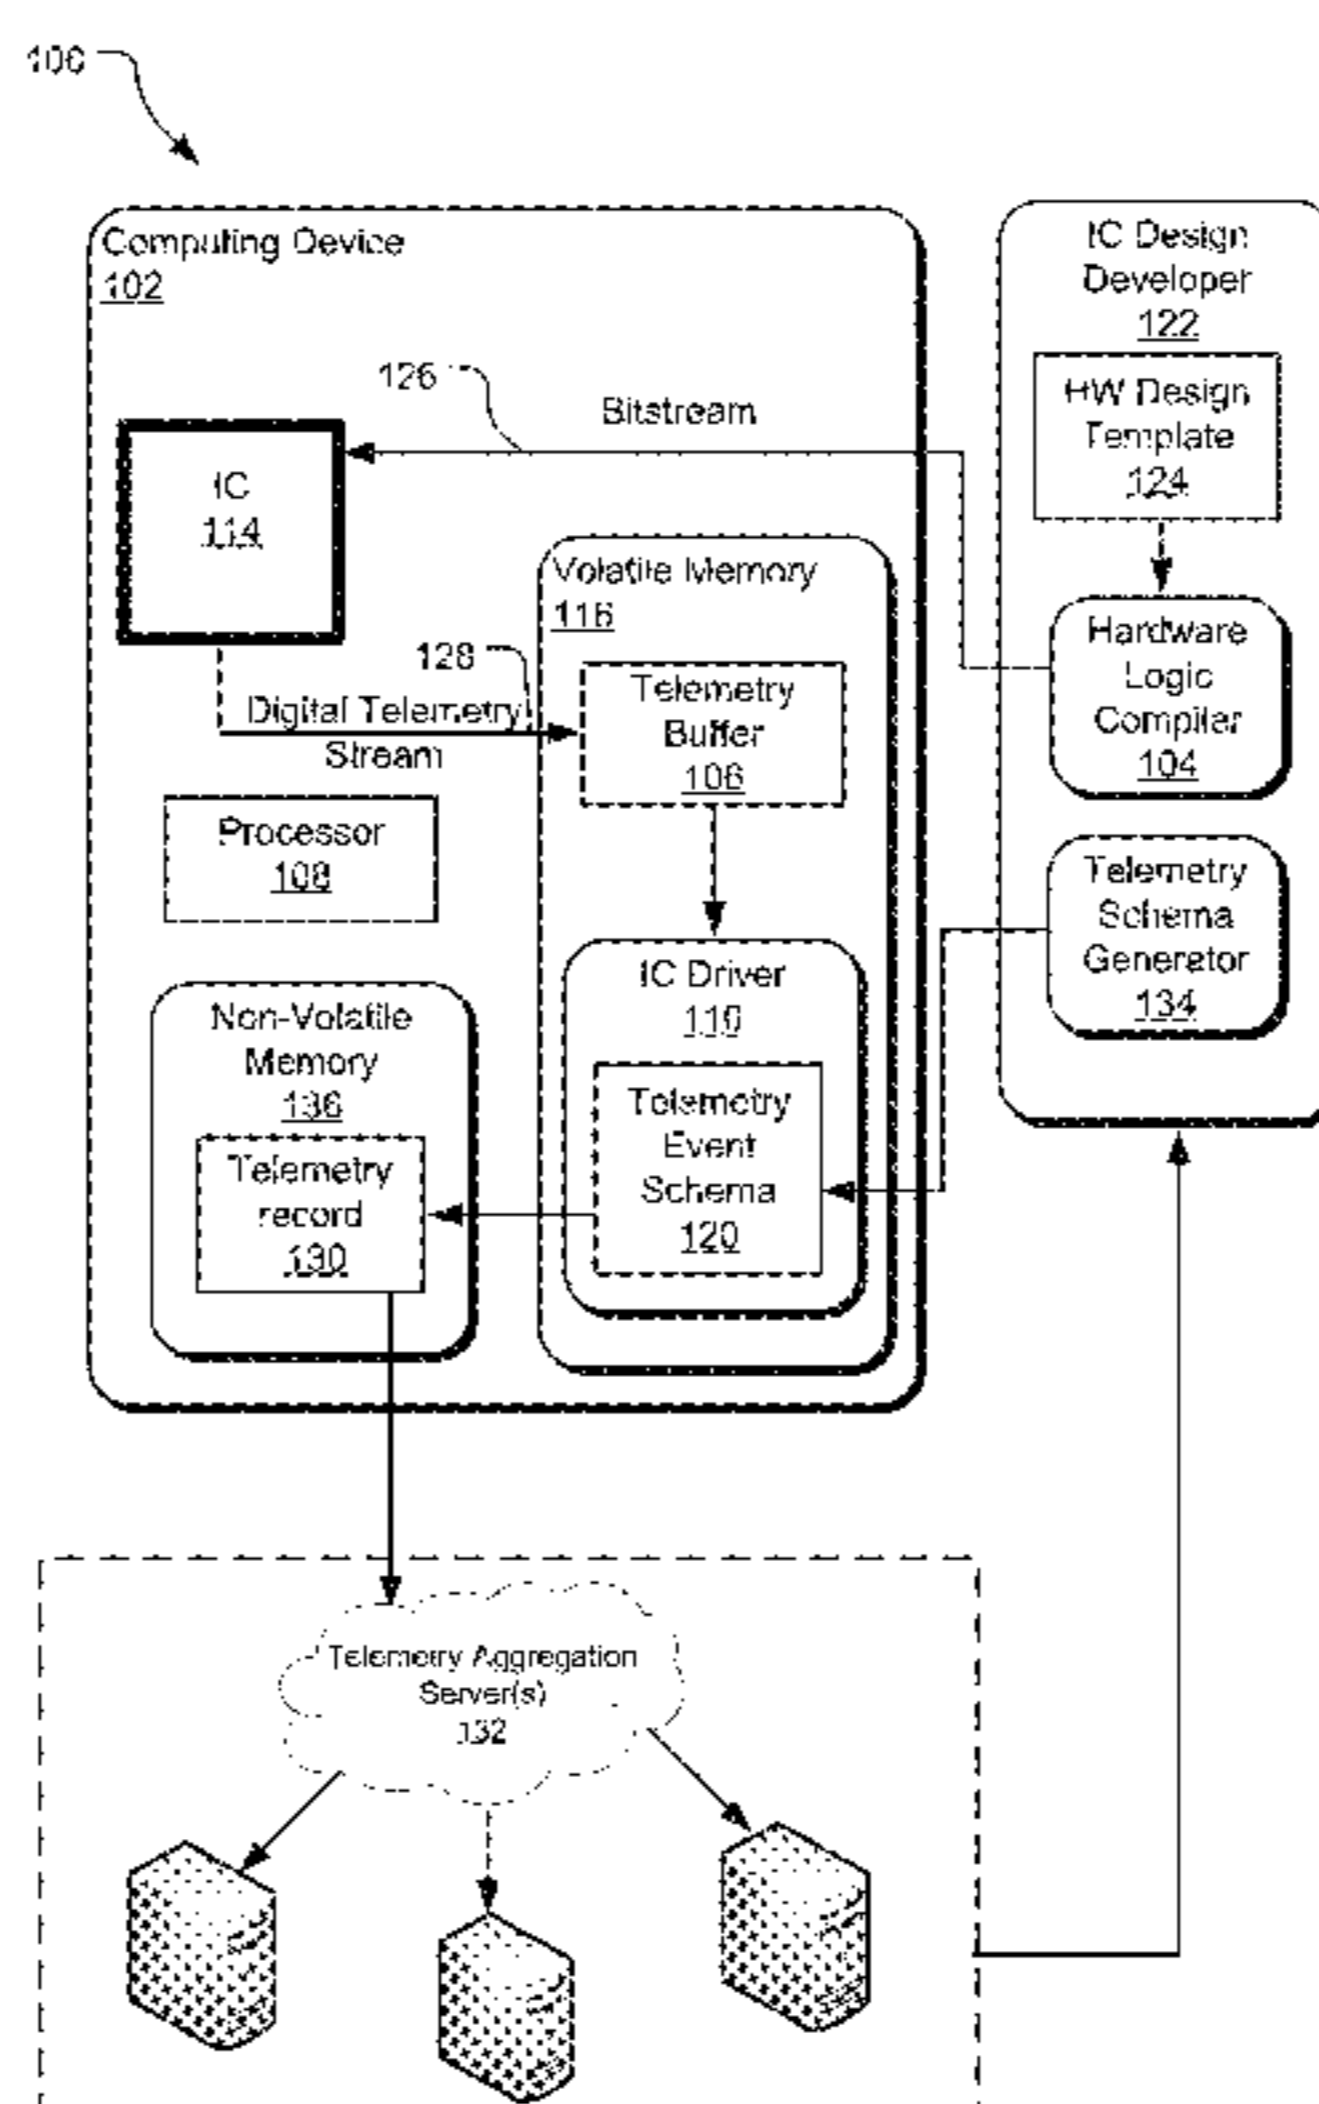 100
Computing Device
102
126
Bitstream
IC
114
Volatile Memory
116
128
Digital Telemetry
Stream
Telemetry
Buffer
106
Processor
108
IC Driver
110
Telemetry
Event
Schema
120
Non-Volatile
Memory
136
Telemetry
record
130
IC Design
Developer
122
HW Design
Template
124
Hardware
Logic
Compiler
104
Telemetry
Schema
Generator
134
Telemetry Aggregation
Server(s)
132